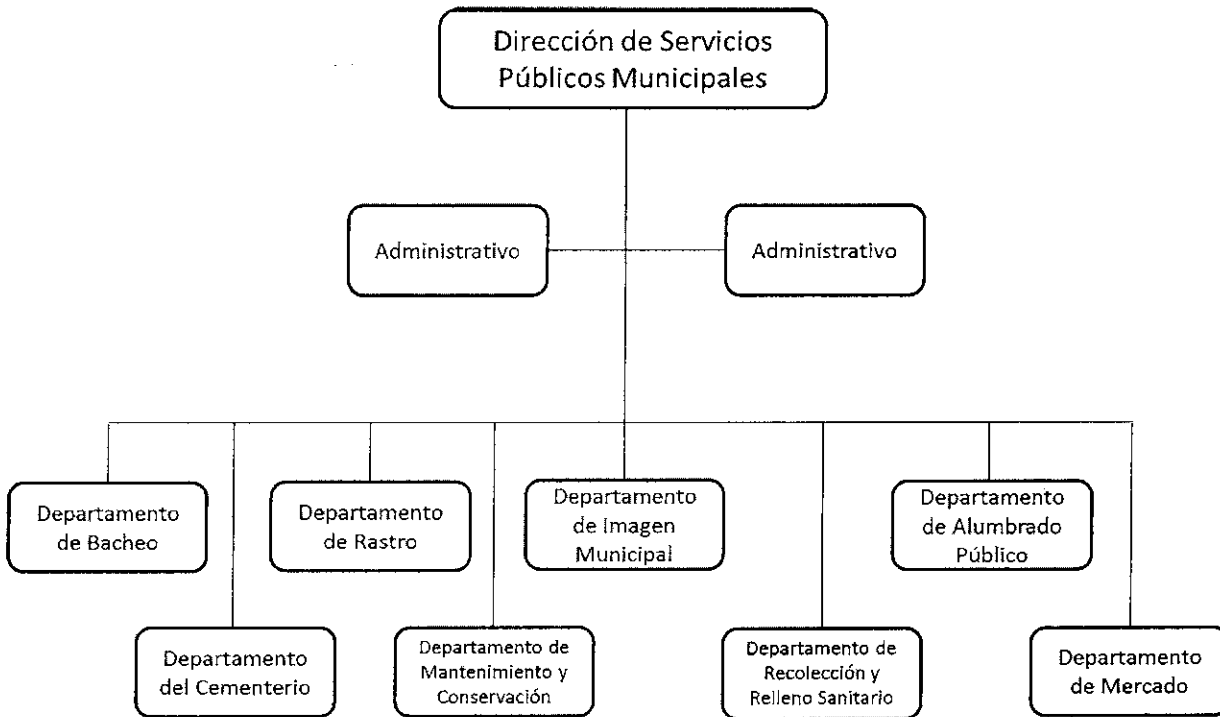 Dirección de Servicios
Públicos Municipales
Administrativo
Administrativo
Departamento
de Bacheo
Departamento
de Rastro
Departamento
de Imagen
Municipal
Departamento
de Alumbrado
Público
Departamento
del Cementerio
Departamento de
Mantenimiento y
Conservación
Departamento de
Recolección y
Relleno Sanitario
Departamento
de Mercado